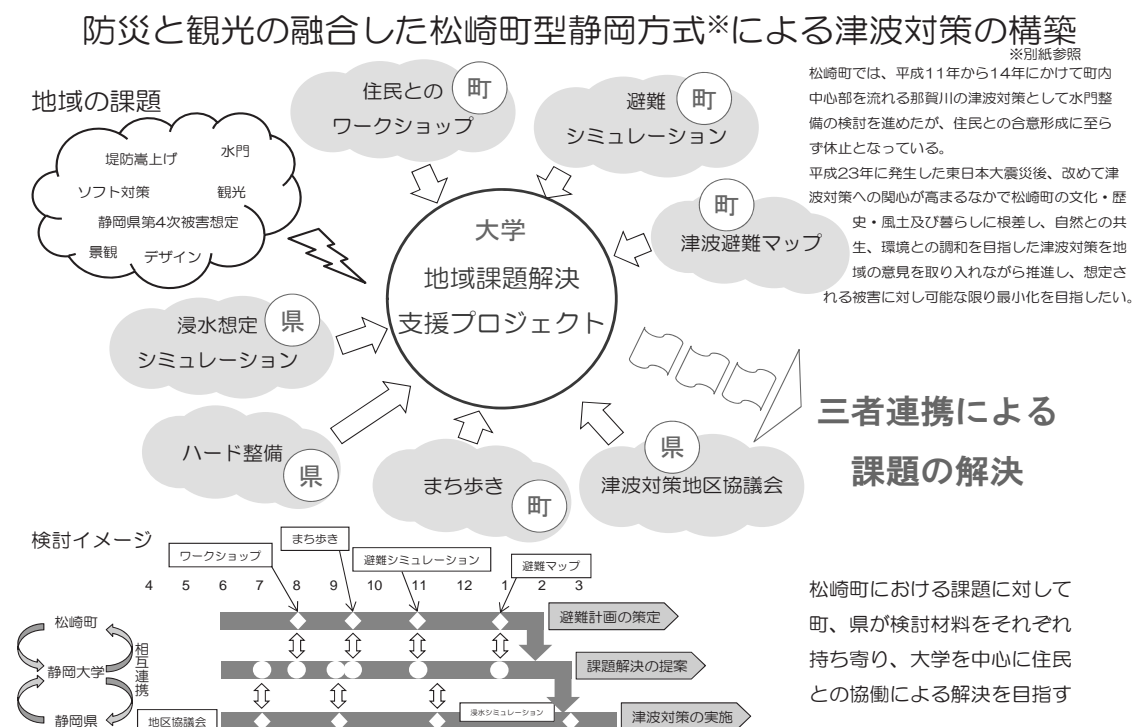 防災と観光の融合した松崎町型静岡方式※による津波対策の構築
※別紙参照
松崎町では、平成11年から14年にかけて町内
中心部を流れる那賀川の津波対策として水門整
備の検討を進めたが、住民との合意形成に至ら
ず休止となっている。
平成23年に発生した東日本大震災後、改めて津
波対策への関心が高まるなかで松崎町の文化・歴
史・風土及び暮らしに根差し、自然との共
生、環境との調和を目指した津波対策を地
域の意見を取り入れながら推進し、想定さ
れる被害に対し可能な限り最小化を目指したい。
地域の課題
堤防嵩上げ
水門
ソフト対策
観光
静岡県第4次被害想定
景観
デザイン
住民との
ワークショップ
町
避難
シミュレーション
町
町
津波避難マップ
大学
地域課題解決
支援プロジェクト
浸水想定
シミュレーション
県
ハード整備
県
まち歩き
町
県
津波対策地区協議会
三者連携による
課題の解決
検討イメージ
ワークショップ
まち歩き
避難シミュレーション
避難マップ
4 5 6 7 8 9 10 11 12 1 2 3
松崎町
静岡大学
静岡県
相互連携
避難計画の策定
課題解決の提案
地区協議会
浸水シミュレーション
津波対策の実施
松崎町における課題に対して
町、県が検討材料をそれぞれ
持ち寄り、大学を中心に住民
との協働による解決を目指す